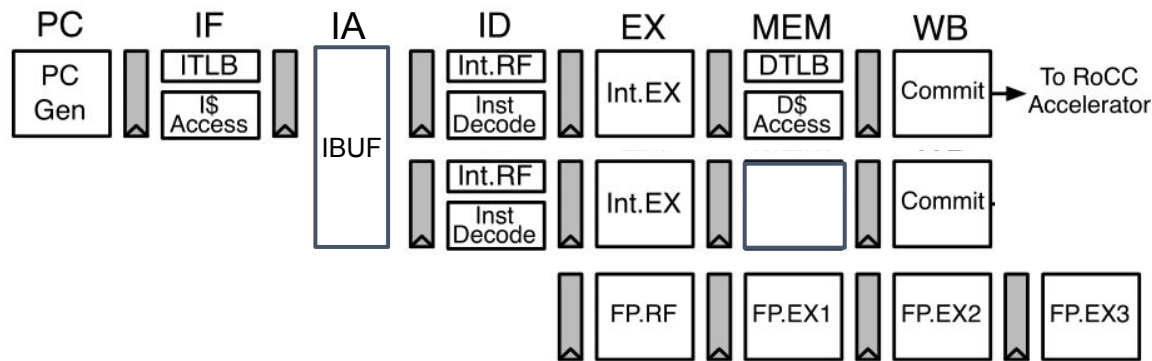 PC IF IA ID EX MEM WB
PC
Gen
ITLB
I$
Access
IBUF
Int.RF
Inst
Decode
Int.EX
DTLB
D$
Access
Commit
To RoCC
Accelerator
Int.RF
Inst
Decode
Int.EX
Commit
FP.RF
FP.EX1
FP.EX2
FP.EX3